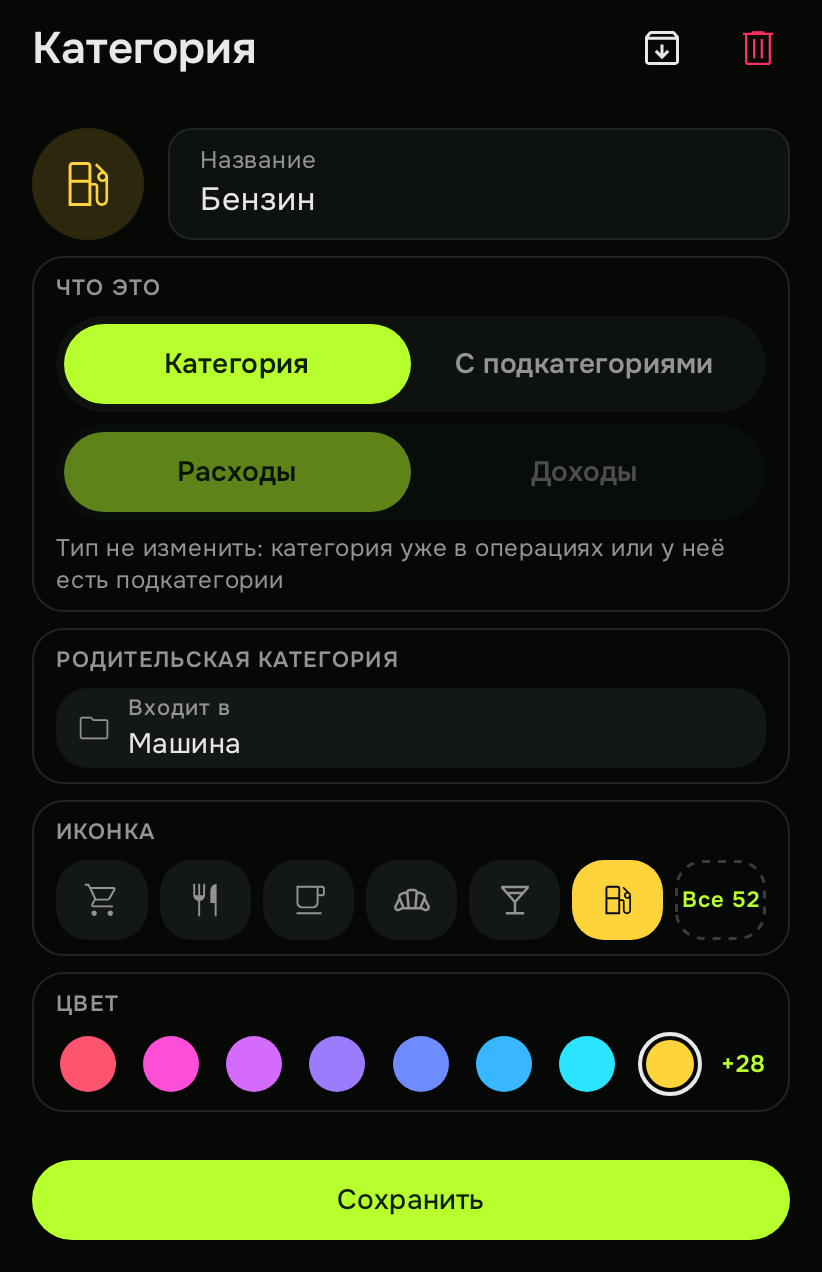 Категория
Название
Бензин
ЧТО ЭТО
Категория
С подкатегориями
Расходы
Доходы
Тип не изменить: категория уже в операциях или у неё
есть подкатегории
РОДИТЕЛЬСКАЯ КАТЕГОРИЯ
Входит в
Машина
ИКОНКА
Все 52
ЦВЕТ
+28
Сохранить